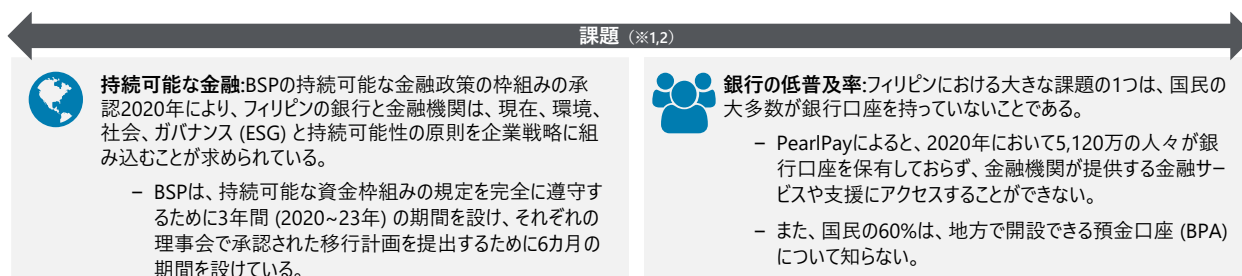 課題（※1,2）
持続可能な金融:BSPの持続可能な金融政策の枠組みの承
認2020年により、フィリピンの銀行と金融機関は、現在、環境、
社会、ガバナンス (ESG) と持続可能性の原則を企業戦略に組
み込むことが求められている。
– BSPは、持続可能な資金枠組みの規定を完全に遵守す
るために3年間 (2020~23年) の期間を設け、それぞれの
理事会で承認された移行計画を提出するために6カ月の
期間を設けている。
銀行の低普及率:フィリピンにおける大きな課題の1つは、国民の
大多数が銀行口座を持っていないことである。
– PearlPayによると、2020年において5,120万の人々が銀
行口座を保有しておらず、金融機関が提供する金融サー
ビスや支援にアクセスすることができない。
– また、国民の60%は、地方で開設できる預金口座 (BPA)
について知らない。